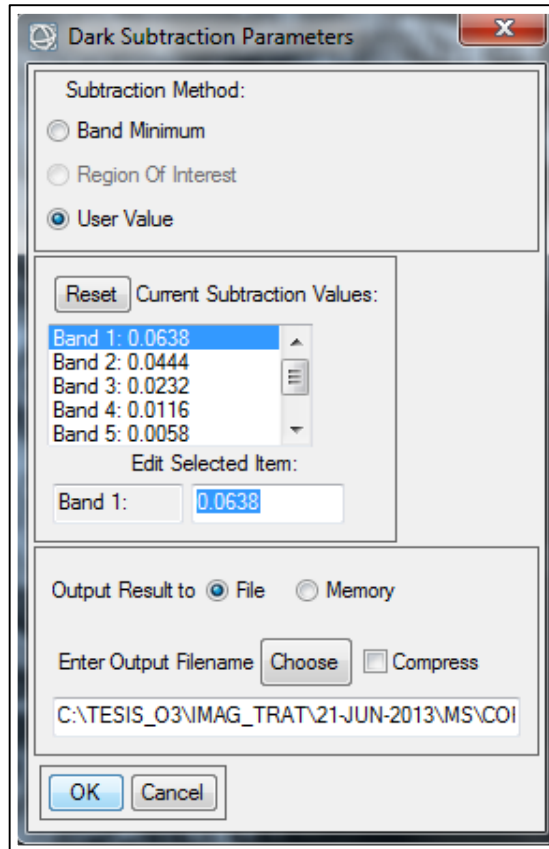 Dark Subtraction Parameters
Subtraction Method:
Band Minimum
Region Of Interest
User Value
Reset Current Subtraction Values:
Band 1: 0.0638
Band 2: 0.0444
Band 3: 0.0232
Band 4: 0.0116
Band 5: 0.0058
Edit Selected Item:
Band 1: 0.0638
Output Result to File Memory
Enter Output Filename Choose Compress
C:\TESIS_O3\IMAG_TRAT\21-JUN-2013\MS\COI
OK Cancel